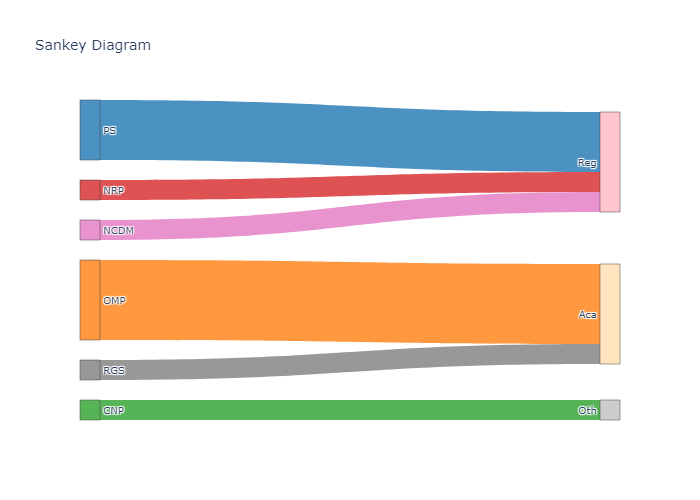 Sankey Diagram
PS
Reg
NRP
NCDM
OMP
Aca
RGS
CNP
Oth